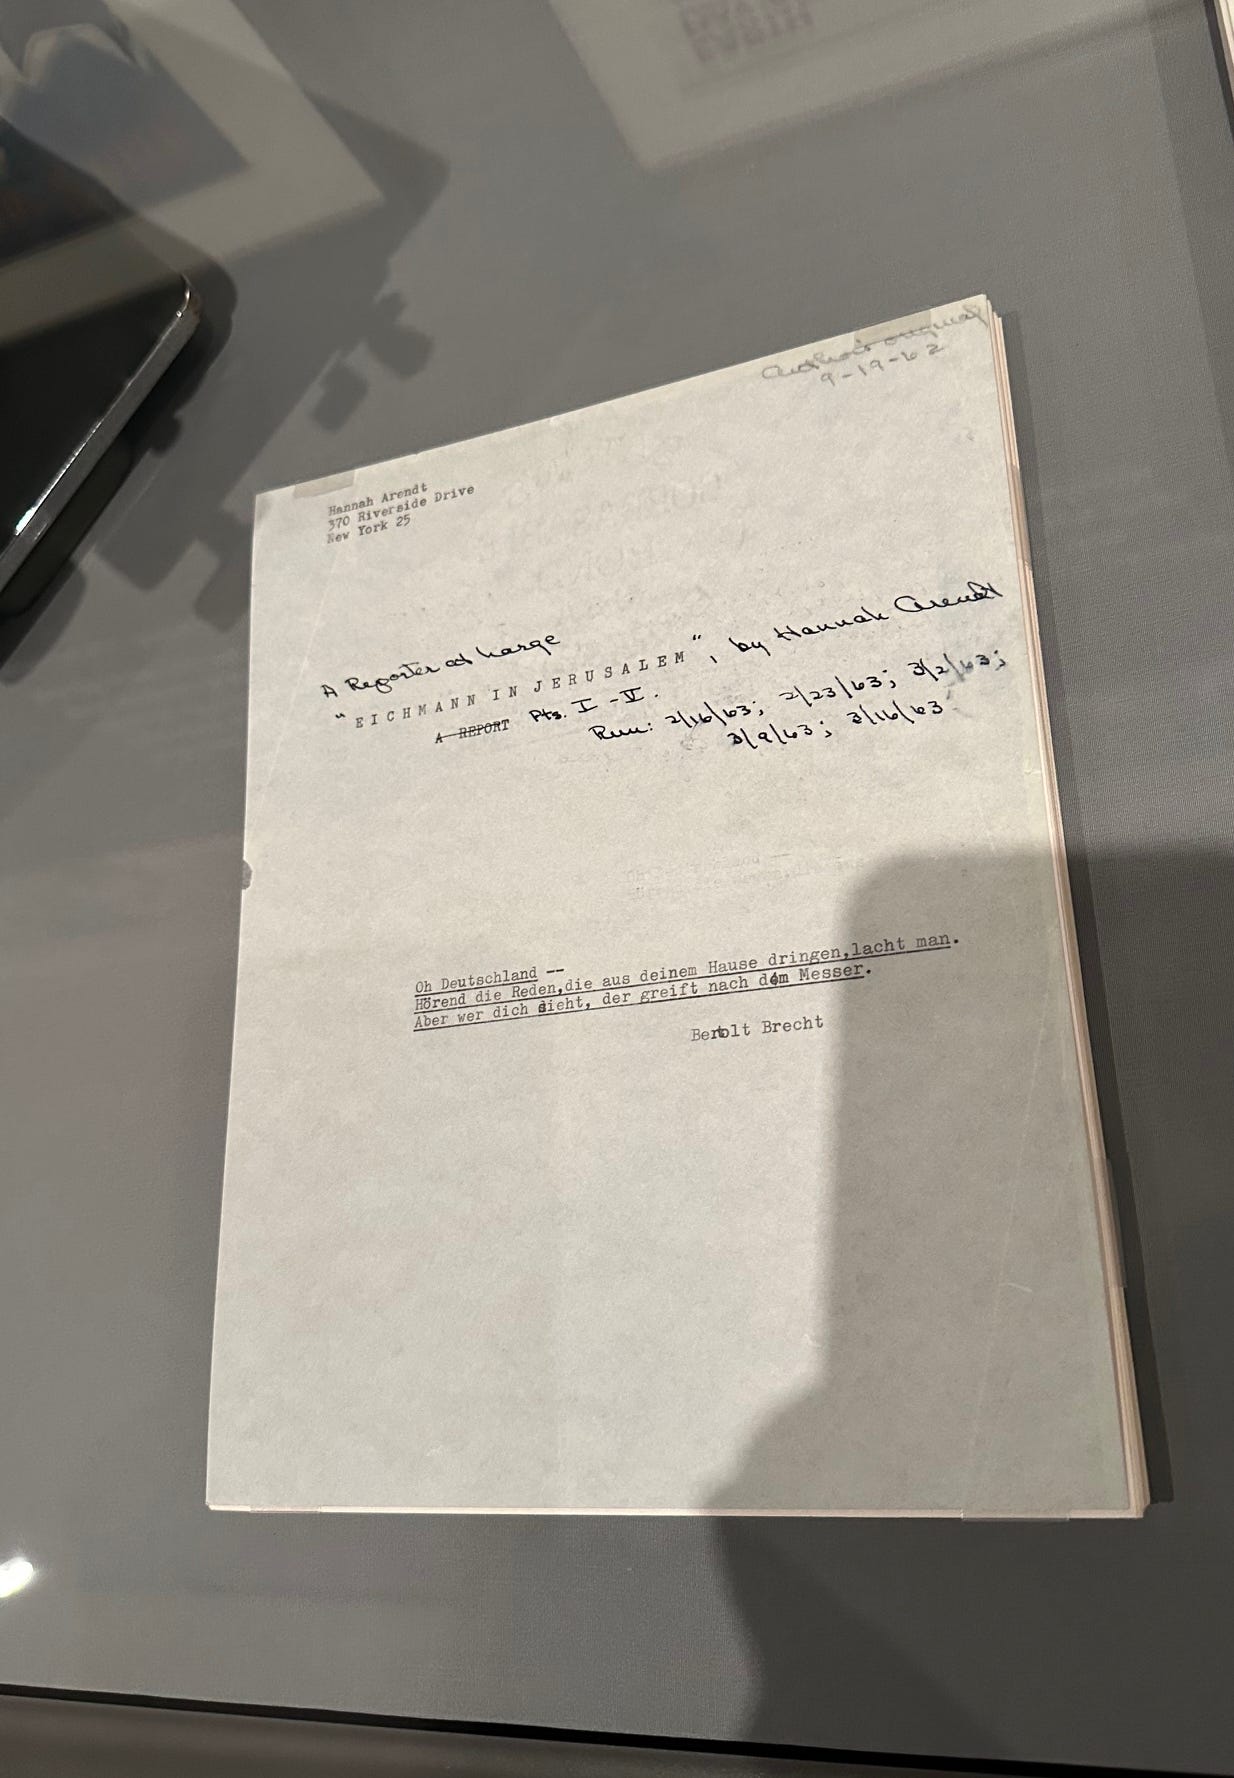 Author's original
9-19-62
Hannah Arendt
370 Riverside Drive
New York 25
A Reporter at Large
"EICHMANN IN JERUSALEM", by Hannah Arendt
A REPORT Pts. I - V.
Run: 2/16/63; 2/23/63; 3/2/63;
3/9/63; 3/16/63
Oh Deutschland --
Hörend die Reden,die aus deinem Hause dringen,lacht man.
Aber wer dich sieht, der greift nach dem Messer.
Bertolt Brecht